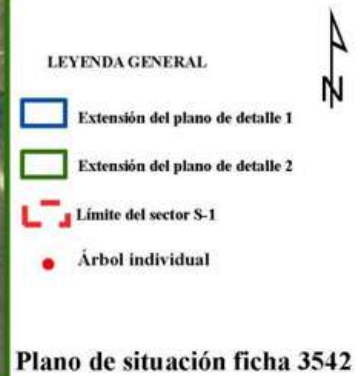 N
LEYENDA GENERAL
Extensión del plano de detalle 1
Extensión del plano de detalle 2
Límite del sector S-1
Árbol individual
Plano de situación ficha 3542